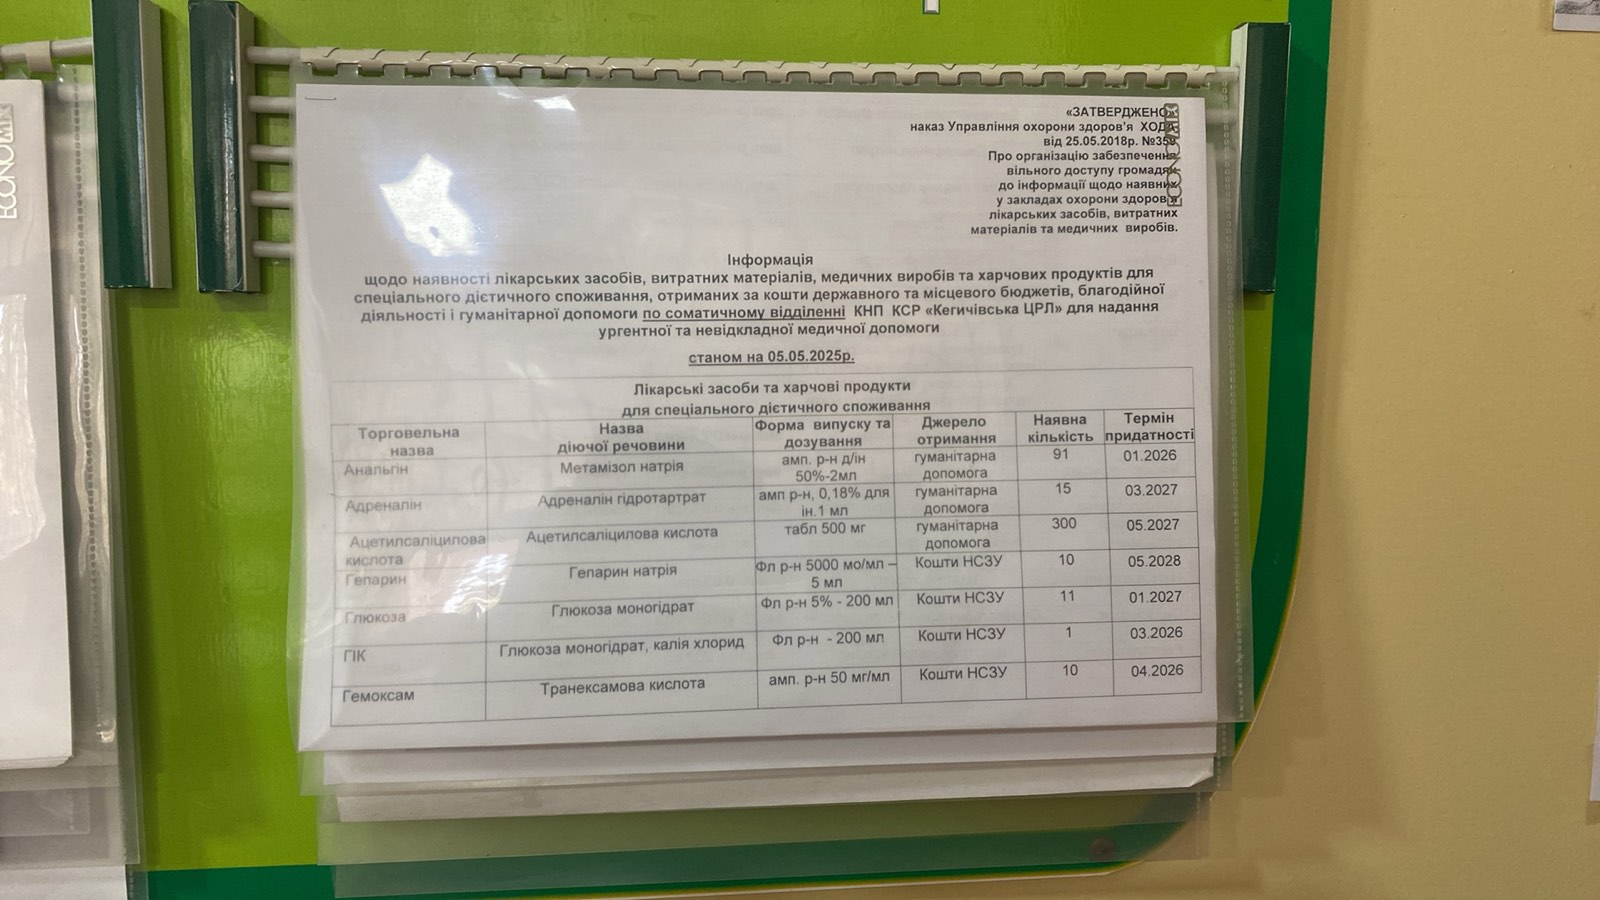 «ЗАТВЕРДЖЕНО»
наказ Управління охорони здоров'я ХОДА
від 25.05.2018р. №359
Про організацію забезпечення
вільного доступу громадян
до інформації щодо наявних
у закладах охорони здоров'я
лікарських засобів, витратних
матеріалів та медичних виробів.
ECONOMIX
Інформація
щодо наявності лікарських засобів, витратних матеріалів, медичних виробів та харчових продуктів для
спеціального дієтичного споживання, отриманих за кошти державного та місцевого бюджетів, благодійної
діяльності і гуманітарної допомоги по соматичному відділенні КНП КСР «Кегичівська ЦРЛ» для надання
ургентної та невідкладної медичної допомоги
станом на 05.05.2025р.
Лікарські засоби та харчові продукти
для спеціального дієтичного споживання
Торговельна назва Назва діючої речовини Форма випуску та дозування Джерело отримання Наявна кількість Термін придатності
Анальгін Метамізол натрія амп. р-н д/ін 50%-2мл гуманітарна допомога 91 01.2026
Адреналін Адреналін гідротартрат амп р-н, 0,18% для ін.1 мл гуманітарна допомога 15 03.2027
Ацетилсаліцилова кислота Ацетилсаліцилова кислота табл 500 мг гуманітарна допомога 300 05.2027
Гепарин Гепарин натрія Фл р-н 5000 мо/мл – 5 мл Кошти НСЗУ 10 05.2028
Глюкоза Глюкоза моногідрат Фл р-н 5% - 200 мл Кошти НСЗУ 11 01.2027
ГІК Глюкоза моногідрат, калія хлорид Фл р-н - 200 мл Кошти НСЗУ 1 03.2026
Гемоксам Транексамова кислота амп. р-н 50 мг/мл Кошти НСЗУ 10 04.2026